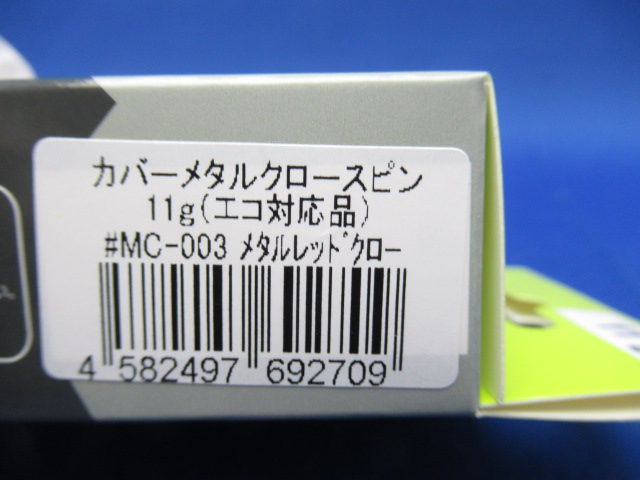 カバーメタルクロースピン
11g(エコ対応品)
#MC-003 ﾒﾀﾙﾚｯﾄﾞｸﾛｰ
4 582497 692709